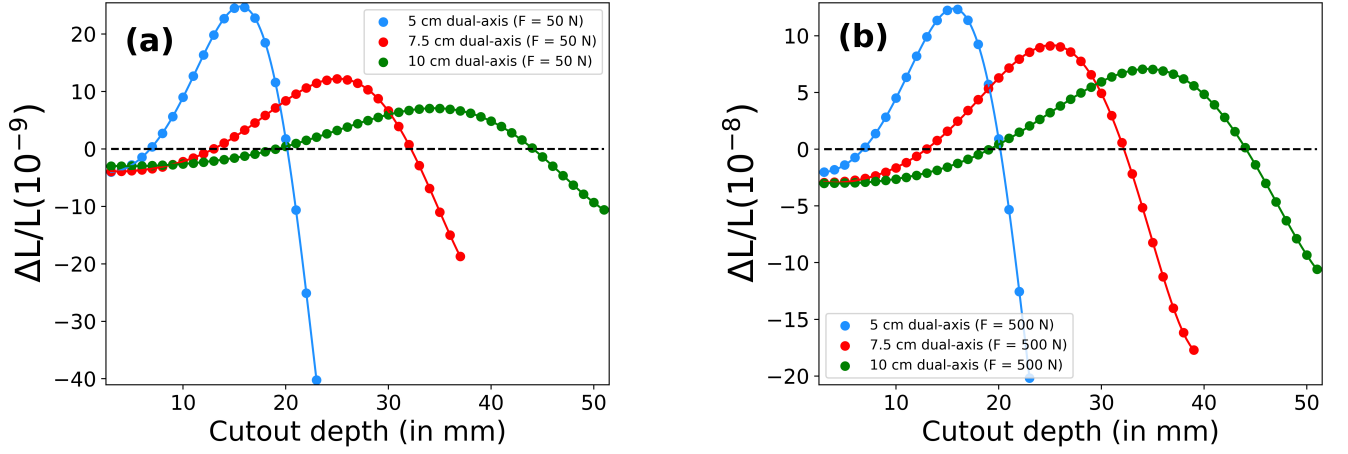 (a)
5 cm dual-axis (F = 50 N)
7.5 cm dual-axis (F = 50 N)
10 cm dual-axis (F = 50 N)
ΔL/L(10⁻⁹)
20
10
0
−10
−20
−30
−40
10 20 30 40 50
Cutout depth (in mm)
(b)
ΔL/L(10⁻⁸)
10
5
0
−5
−10
−15
−20
5 cm dual-axis (F = 500 N)
7.5 cm dual-axis (F = 500 N)
10 cm dual-axis (F = 500 N)
10 20 30 40 50
Cutout depth (in mm)